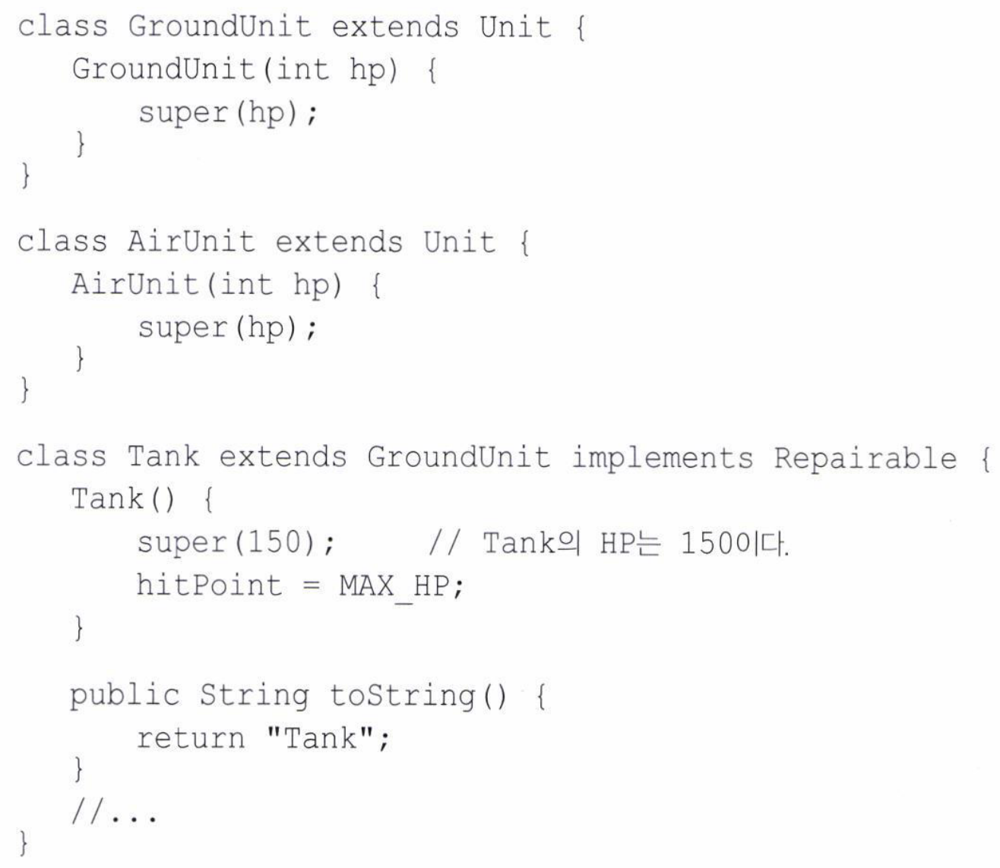 class GroundUnit extends Unit {
GroundUnit(int hp) {
super(hp);
}
}
class AirUnit extends Unit {
AirUnit(int hp) {
super(hp);
}
}
class Tank extends GroundUnit implements Repairable {
Tank() {
super(150); // Tank의 HP는 150이다.
hitPoint = MAX_HP;
}
public String toString() {
return "Tank";
}
//...
}